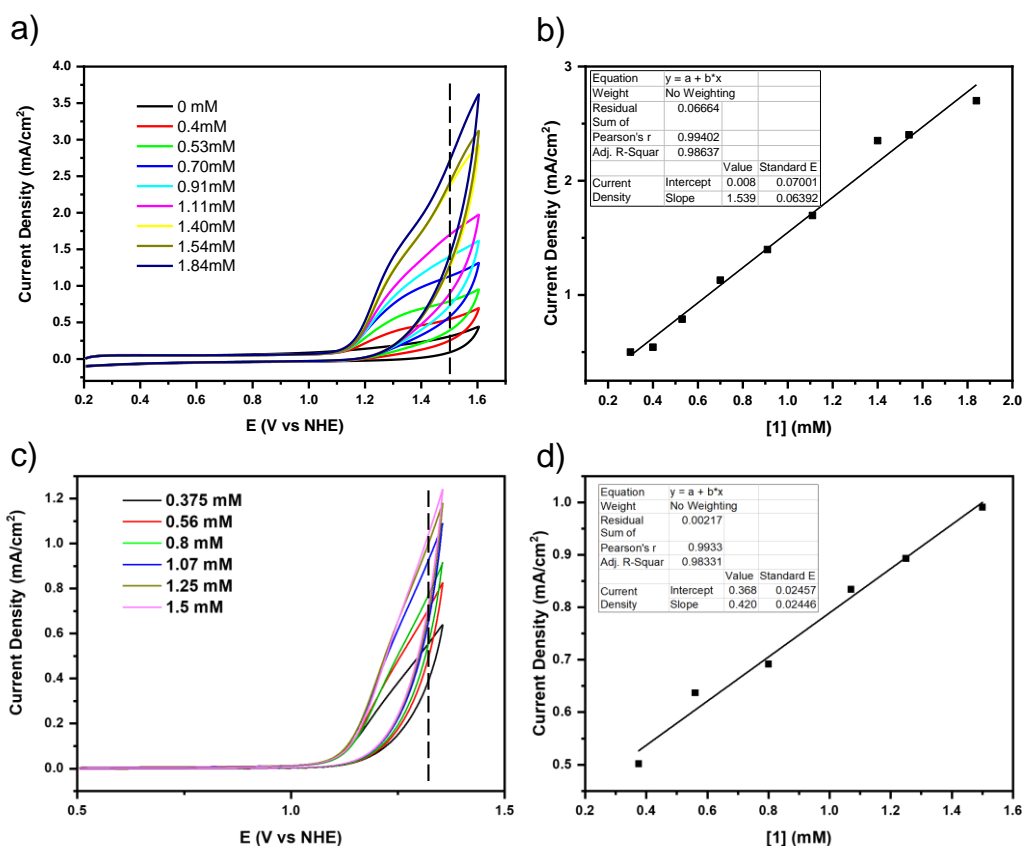 a)
Current Density (mA/cm²)
4.0
3.5
3.0
2.5
2.0
1.5
1.0
0.5
0.0
0 mM
0.4mM
0.53mM
0.70mM
0.91mM
1.11mM
1.40mM
1.54mM
1.84mM
0.2 0.4 0.6 0.8 1.0 1.2 1.4 1.6
E (V vs NHE)
b)
Current Density (mA/cm²)
3
2
1
Equation y = a + b*x
Weight No Weighting
Residual 0.06664
Sum of
Pearson's r 0.99402
Adj. R-Squar 0.98637
Value Standard E
Current Intercept 0.008 0.07001
Density Slope 1.539 0.06392
0.4 0.8 1.2 1.6 2.0
[1] (mM)
c)
Current Density (mA/cm²)
1.2
1.0
0.8
0.6
0.4
0.2
0.0
0.375 mM
0.56 mM
0.8 mM
1.07 mM
1.25 mM
1.5 mM
0.5 1.0 1.5
E (V vs NHE)
d)
Current Density (mA/cm²)
1.0
0.9
0.8
0.7
0.6
0.5
Equation y = a + b*x
Weight No Weighting
Residual 0.00217
Sum of
Pearson's r 0.9933
Adj. R-Squar 0.98331
Value Standard E
Current Intercept 0.368 0.02457
Density Slope 0.420 0.02446
0.2 0.4 0.6 0.8 1.0 1.2 1.4 1.6
[1] (mM)